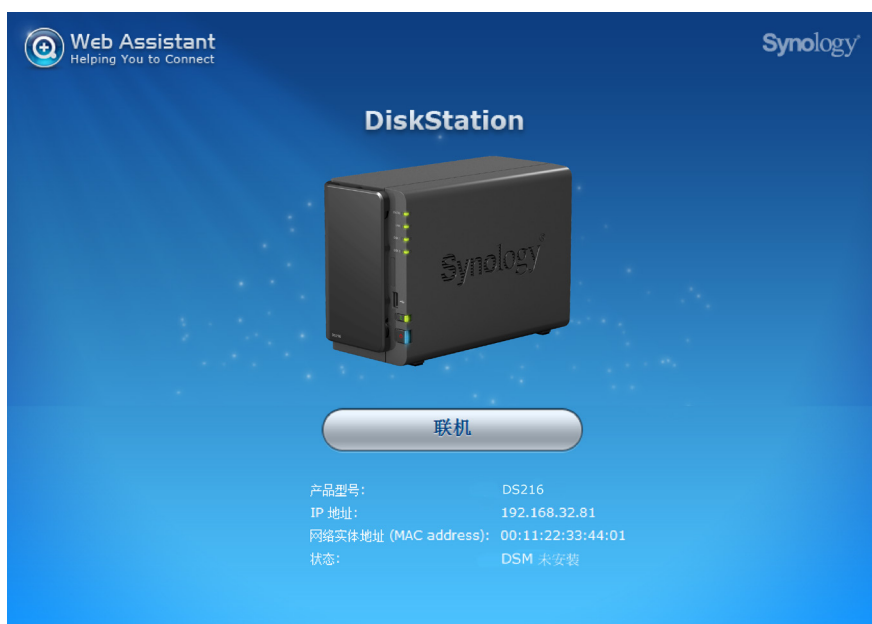 Web Assistant
Helping You to Connect
Synology
DiskStation
Synology
联机
产品型号: DS216
IP 地址: 192.168.32.81
网络实体地址 (MAC address): 00:11:22:33:44:01
状态: DSM 未安装